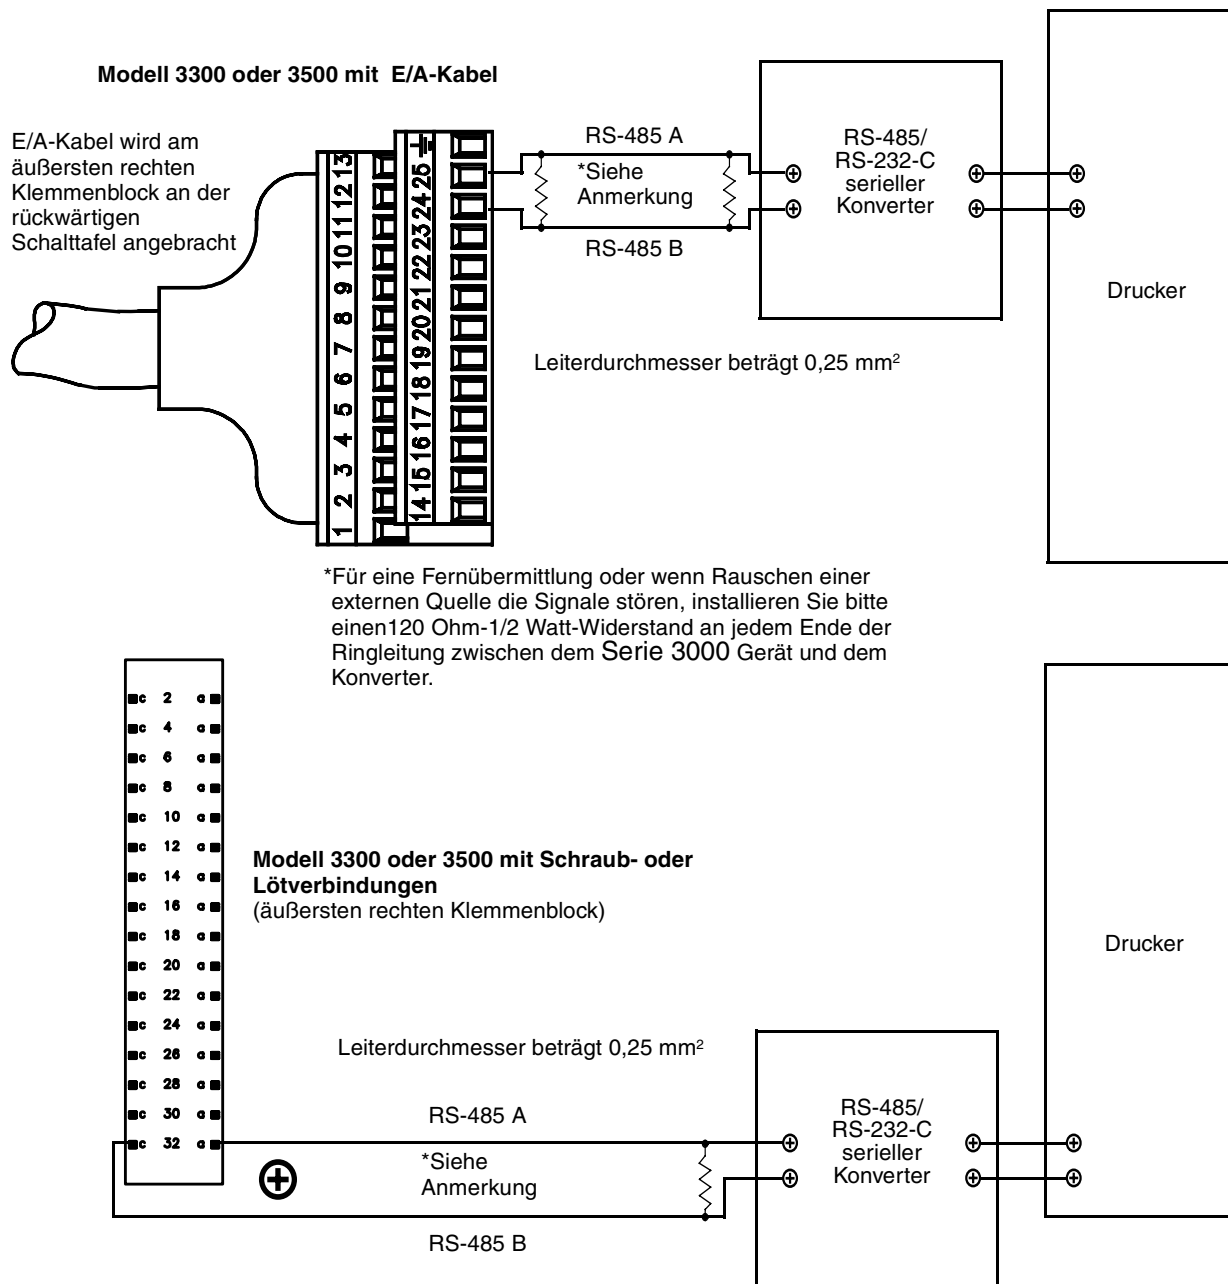 Modell 3300 oder 3500 mit E/A-Kabel
E/A-Kabel wird am
äußersten rechten
Klemmenblock an der
rückwärtigen
Schalttafel angebracht
13
12
11
10
9
8
7
6
5
4
3
2
1
25
24
23
22
21
20
19
18
17
16
15
14
RS-485 A
*Siehe
Anmerkung
RS-485 B
RS-485/
RS-232-C
serieller
Konverter
Drucker
Leiterdurchmesser beträgt 0,25 mm²
*Für eine Fernübermittlung oder wenn Rauschen einer
externen Quelle die Signale stören, installieren Sie bitte
einen120 Ohm-1/2 Watt-Widerstand an jedem Ende der
Ringleitung zwischen dem Serie 3000 Gerät und dem
Konverter.
c 2 a
c 4 a
c 6 a
c 8 a
c 10 a
c 12 a
c 14 a
c 16 a
c 18 a
c 20 a
c 22 a
c 24 a
c 26 a
c 28 a
c 30 a
c 32 a
Modell 3300 oder 3500 mit Schraub- oder
Lötverbindungen
(äußersten rechten Klemmenblock)
Leiterdurchmesser beträgt 0,25 mm²
RS-485 A
*Siehe
Anmerkung
RS-485 B
RS-485/
RS-232-C
serieller
Konverter
Drucker